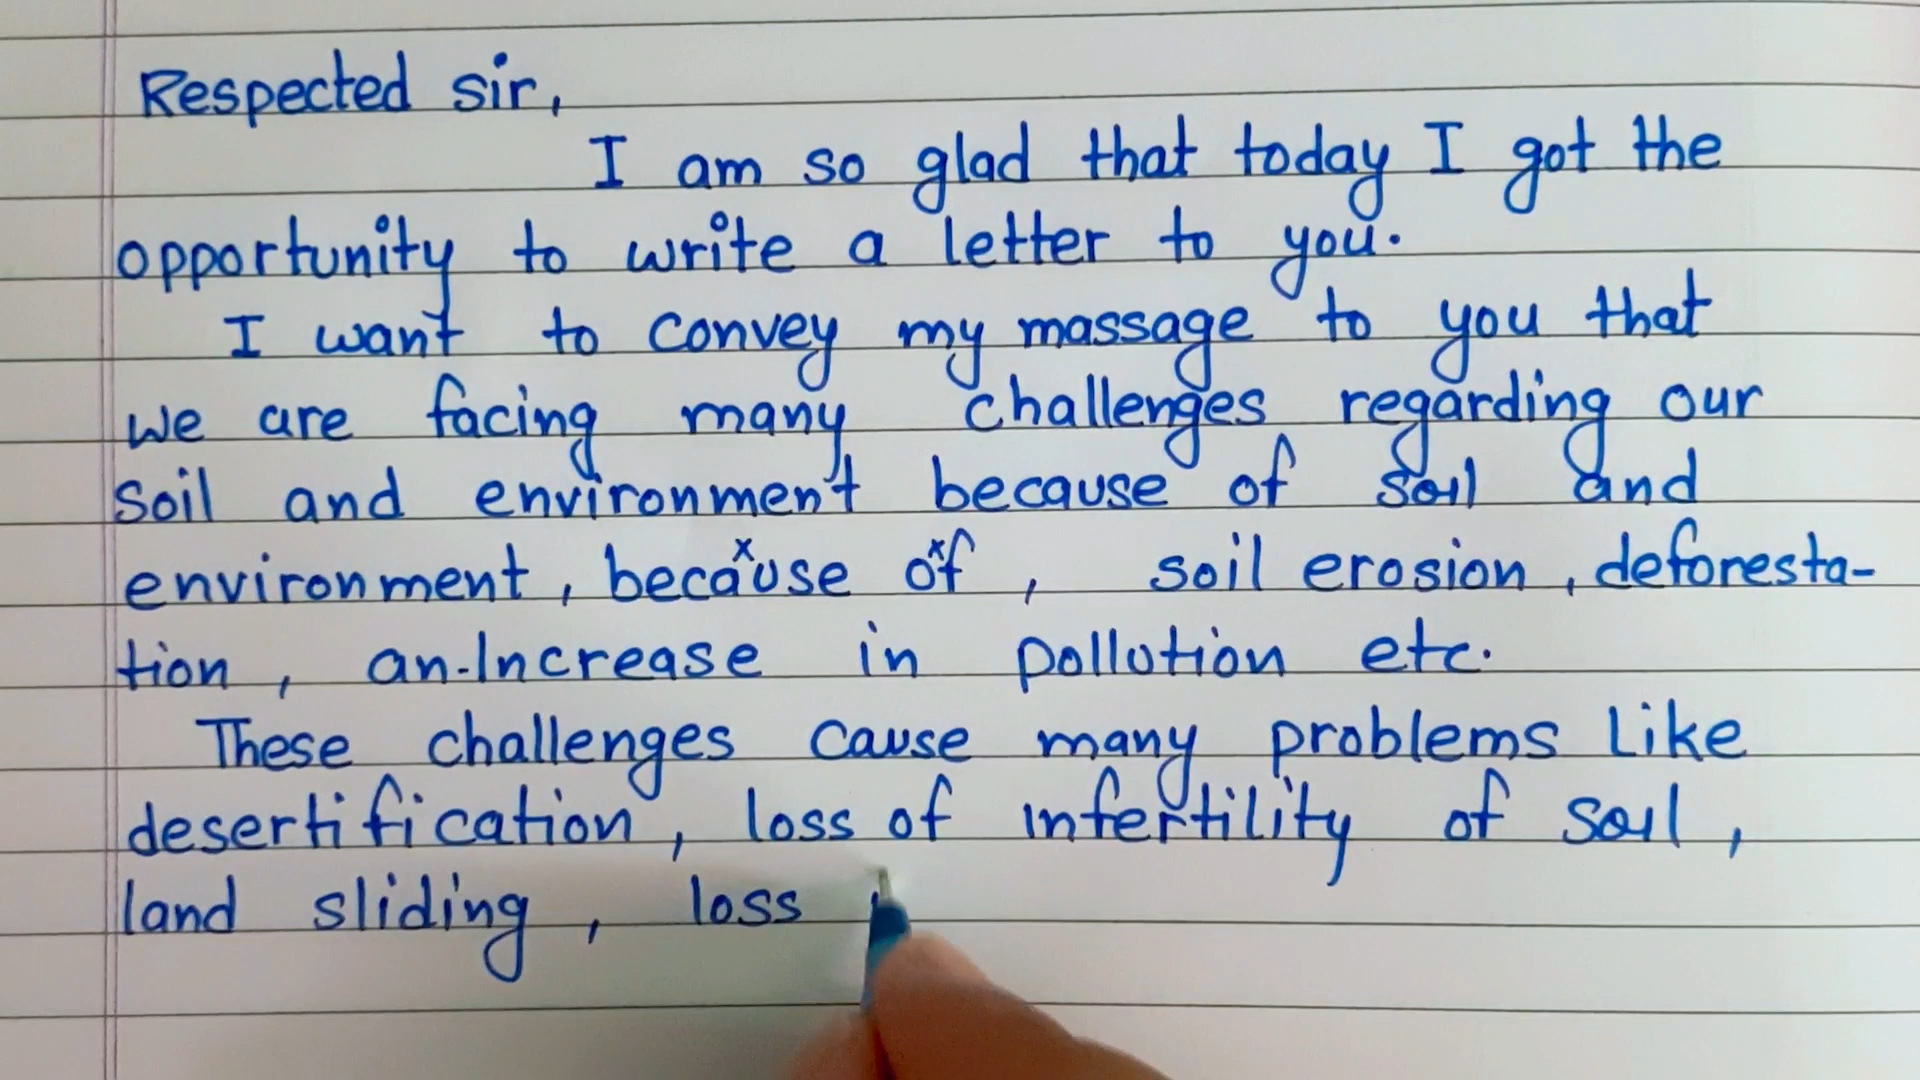 Respected sir,
I am so glad that today I got the
opportunity to write a letter to you.
I want to convey my massage to you that
we are facing many challenges regarding our
soil and environment because of soil and
environment, because of, soil erosion, deforesta-
tion, an-Increase in pollution etc.
These challenges cause many problems like
desertification, loss of infertility of soil,
land sliding, loss